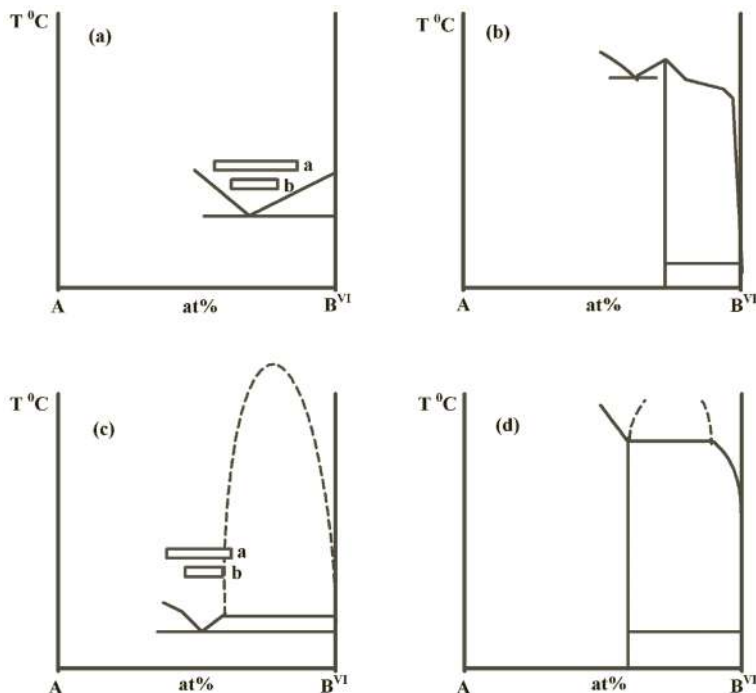 T ⁰C
(a)
a
b
A at% Bⱽᴵ
T ⁰C
(b)
A at% Bⱽᴵ
T ⁰C
(c)
a
b
A at% Bⱽᴵ
T ⁰C
(d)
A at% Bⱽᴵ